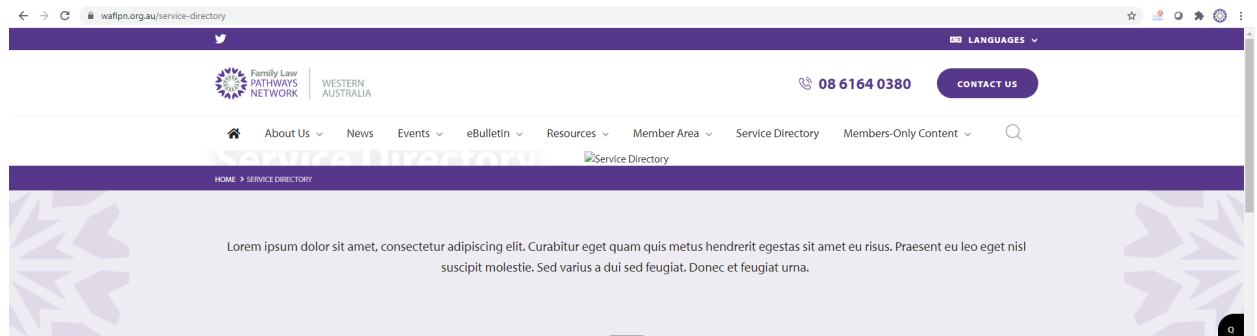 waflpn.org.au/service-directory
LANGUAGES
Family Law
PATHWAYS
NETWORK
WESTERN
AUSTRALIA
08 6164 0380
CONTACT US
About Us
News
Events
eBulletin
Resources
Member Area
Service Directory
Members-Only Content
Service Directory
Service Directory
HOME > SERVICE DIRECTORY
Lorem ipsum dolor sit amet, consectetur adipiscing elit. Curabitur eget quam quis metus hendrerit egestas sit amet eu risus. Praesent eu leo eget nisl
suscipit molestie. Sed varius a dui sed feugiat. Donec et feugiat urna.